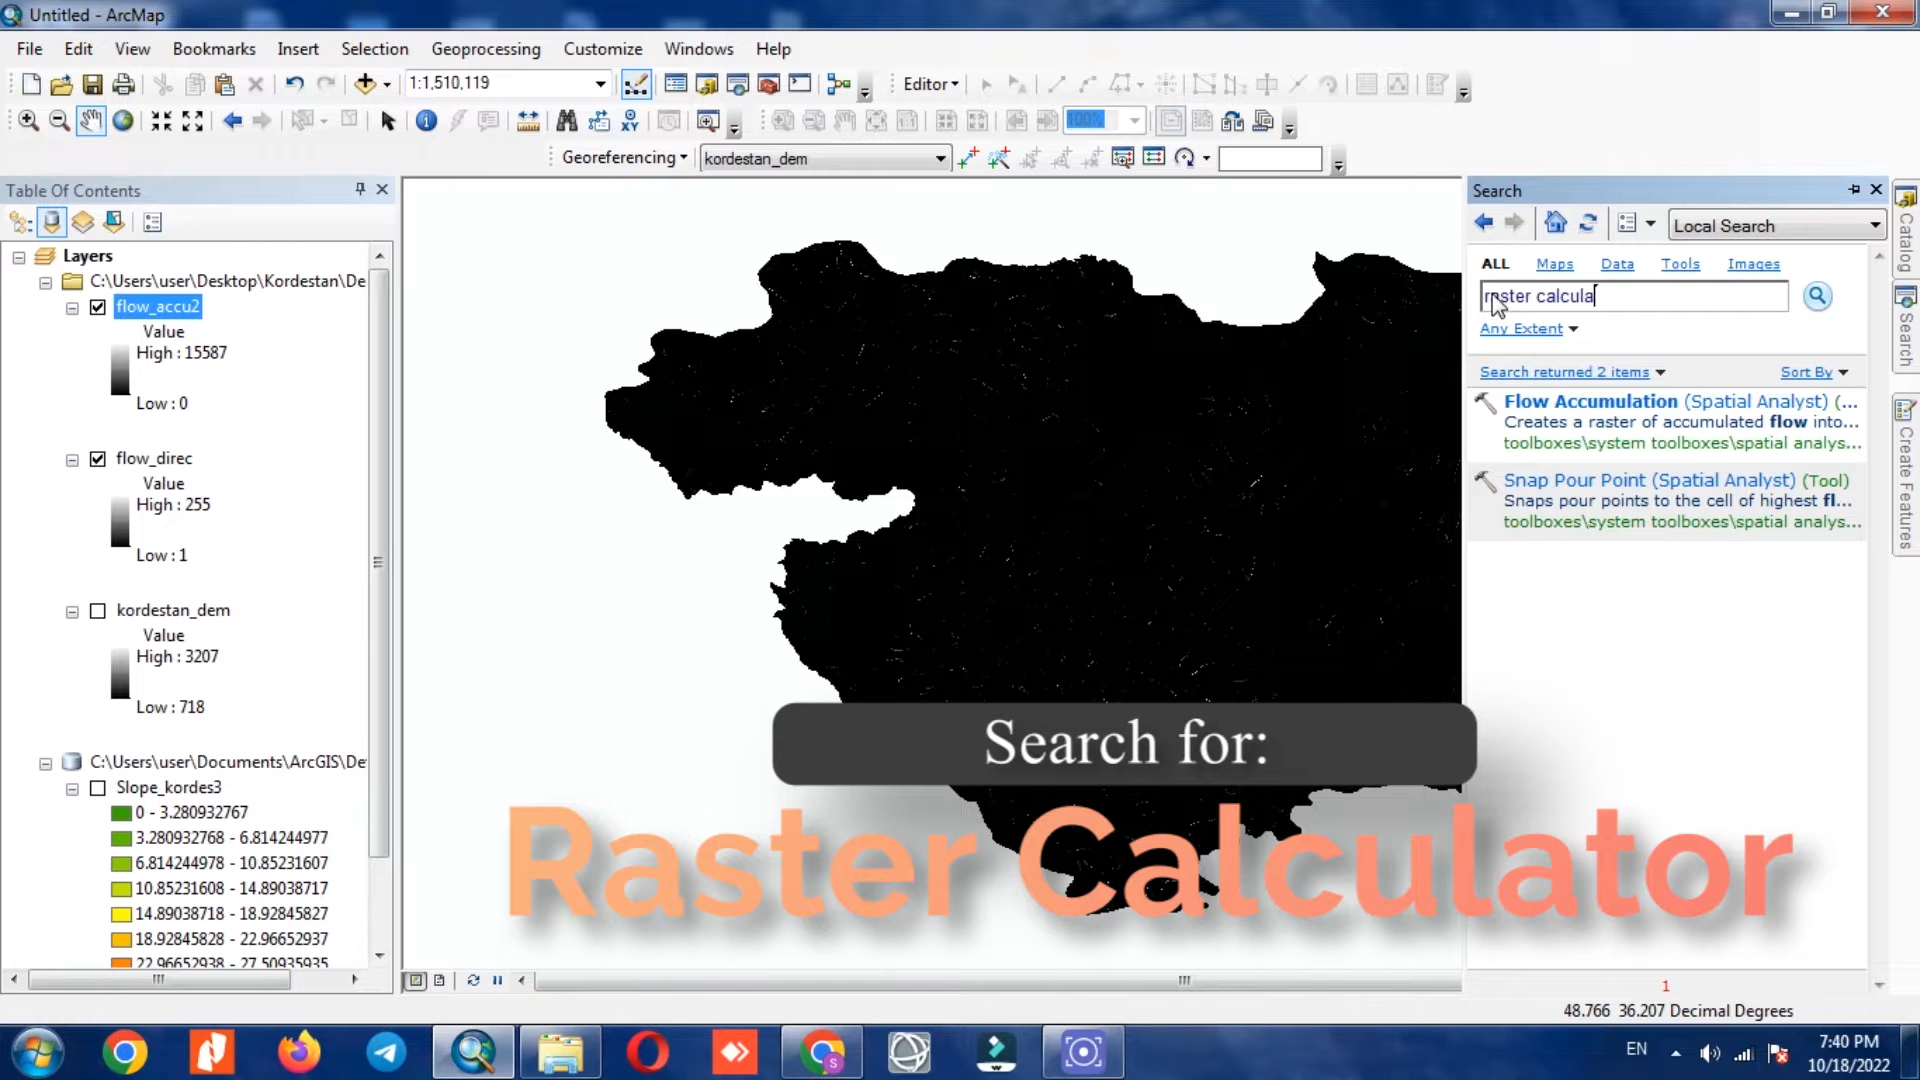 Untitled - ArcMap
File Edit View Bookmarks Insert Selection Geoprocessing Customize Windows Help
1:1,510,119
Editor
100%
Georeferencing
kordestan_dem
Table Of Contents
Layers
C:\Users\user\Desktop\Kordestan\De
flow_accu2
Value
High : 15587
Low : 0
flow_direc
Value
High : 255
Low : 1
kordestan_dem
Value
High : 3207
Low : 718
C:\Users\user\Documents\ArcGIS\De
Slope_kordes3
0 - 3.280932767
3.280932768 - 6.814244977
6.814244978 - 10.85231607
10.85231608 - 14.89038717
14.89038718 - 18.92845827
18.92845828 - 22.96652937
22.96652938 - 27.50935935
Search
Local Search
ALL Maps Data Tools Images
raster calcula
Any Extent
Search returned 2 items
Sort By
Flow Accumulation (Spatial Analyst) (...
Creates a raster of accumulated flow into...
toolboxes\system toolboxes\spatial analys...
Snap Pour Point (Spatial Analyst) (Tool)
Snaps pour points to the cell of highest fl...
toolboxes\system toolboxes\spatial analys...
Catalog
Search
Create Features
Search for:
Raster Calculator
1
48.766 36.207 Decimal Degrees
EN
7:40 PM
10/18/2022